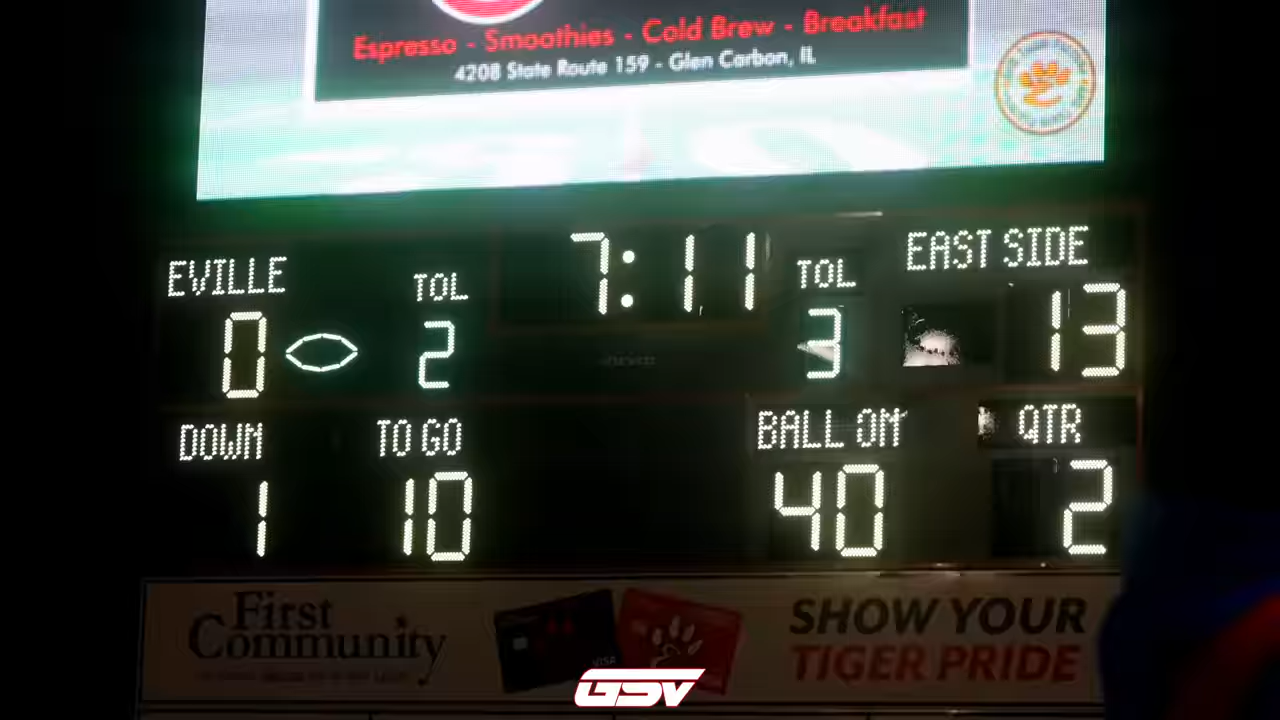 Espresso - Smoothies - Cold Brew - Breakfast
4208 State Route 159 - Glen Carbon, IL
7:11
EVILLE TOL TOL EAST SIDE
0 2 3 13
DOWN TO GO BALL ON QTR
1 10 40 2
First
Community
VISA
SHOW YOUR
TIGER PRIDE
GSV